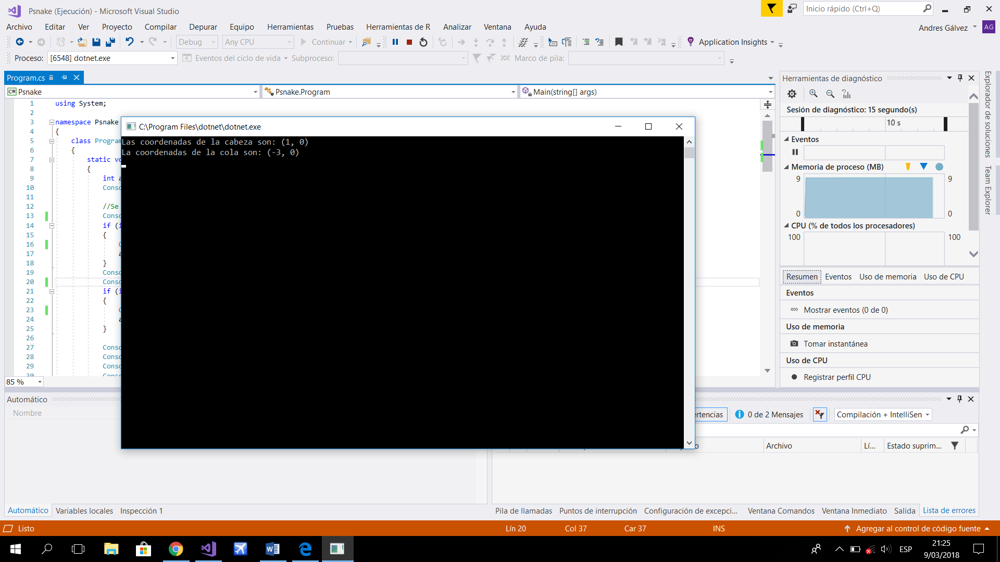 Psnake (Ejecución) - Microsoft Visual Studio
Inicio rápido (Ctrl+Q)
Archivo Editar Ver Proyecto Compilar Depurar Equipo Herramientas Pruebas Herramientas de R Analizar Ventana Ayuda
Andres Gálvez AG
Debug Any CPU Continuar Application Insights
Proceso: [6548] dotnet.exe Eventos del ciclo de vida Subproceso: Marco de pila:
Program.cs
C# Psnake Psnake.Program Main(string[] args)
1 using System;
2
3 namespace Psnake
4 {
5 class Program
6 {
7 static
8 {
9 int
10
11
12 //Se
13
14 if
15 {
16
17
18 }
19
20
21 if
22 {
23
24
25 }
26
27
28
29
30
85 %
C:\Program Files\dotnet\dotnet.exe
Las coordenadas de la cabeza son: (1, 0)
La coordenadas de la cola son: (-3, 0)
Herramientas de diagnóstico
Sesión de diagnóstico: 15 segundo(s)
10 s
Eventos
Memoria de proceso (MB)
9 9
0 0
CPU (% de todos los procesadores)
100 100
Resumen Eventos Uso de memoria Uso de CPU
Eventos
Mostrar eventos (0 de 0)
Uso de memoria
Tomar instantánea
Uso de CPU
Registrar perfil CPU
Explorador de soluciones
Team Explorer
Automático
Nombre
0 de 2 Mensajes Compilación + IntelliSen
Archivo Lí... Estado suprim...
Automático Variables locales Inspección 1
Pila de llamadas Puntos de interrupción Configuración de excepci... Ventana Comandos Ventana Inmediato Salida Lista de errores
Listo Lín 20 Col 37 Car 37 INS Agregar al control de código fuente
ESP
21:25
9/03/2018